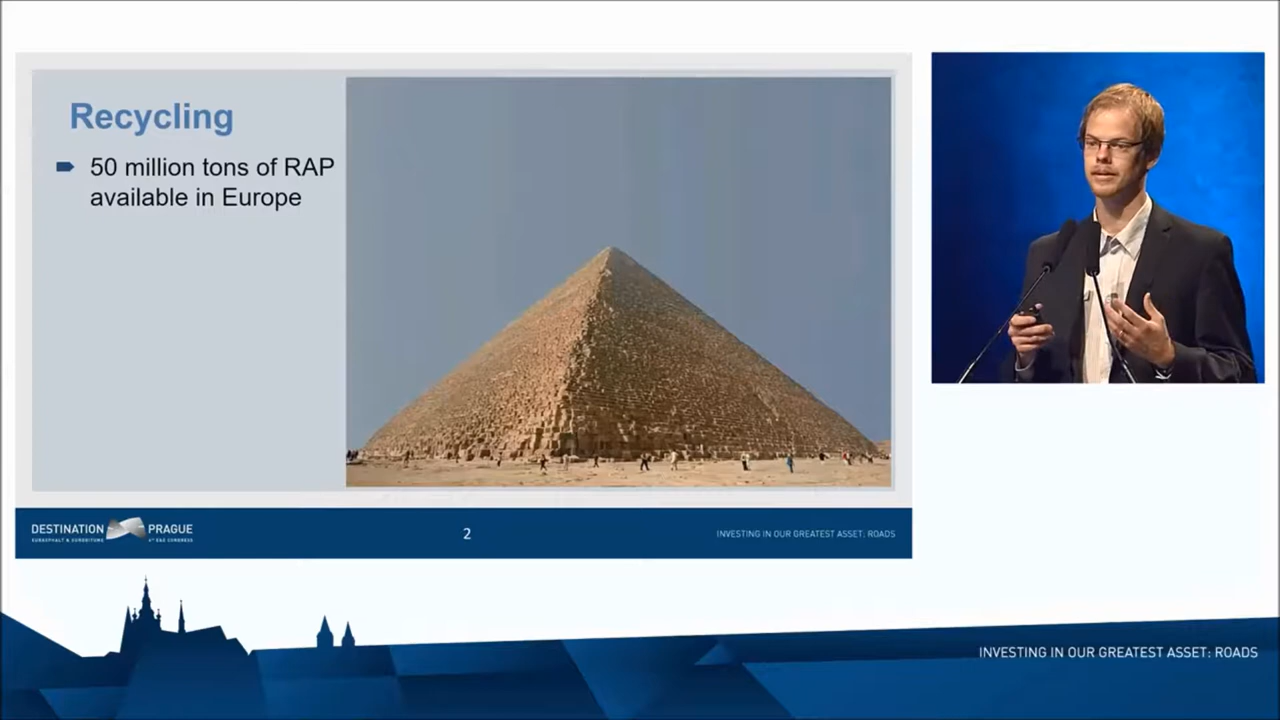 Recycling
50 million tons of RAP
available in Europe
DESTINATION PRAGUE
EURASPHALT & EUROBITUME 6TH E&E CONGRESS
2
INVESTING IN OUR GREATEST ASSET: ROADS
INVESTING IN OUR GREATEST ASSET: ROADS